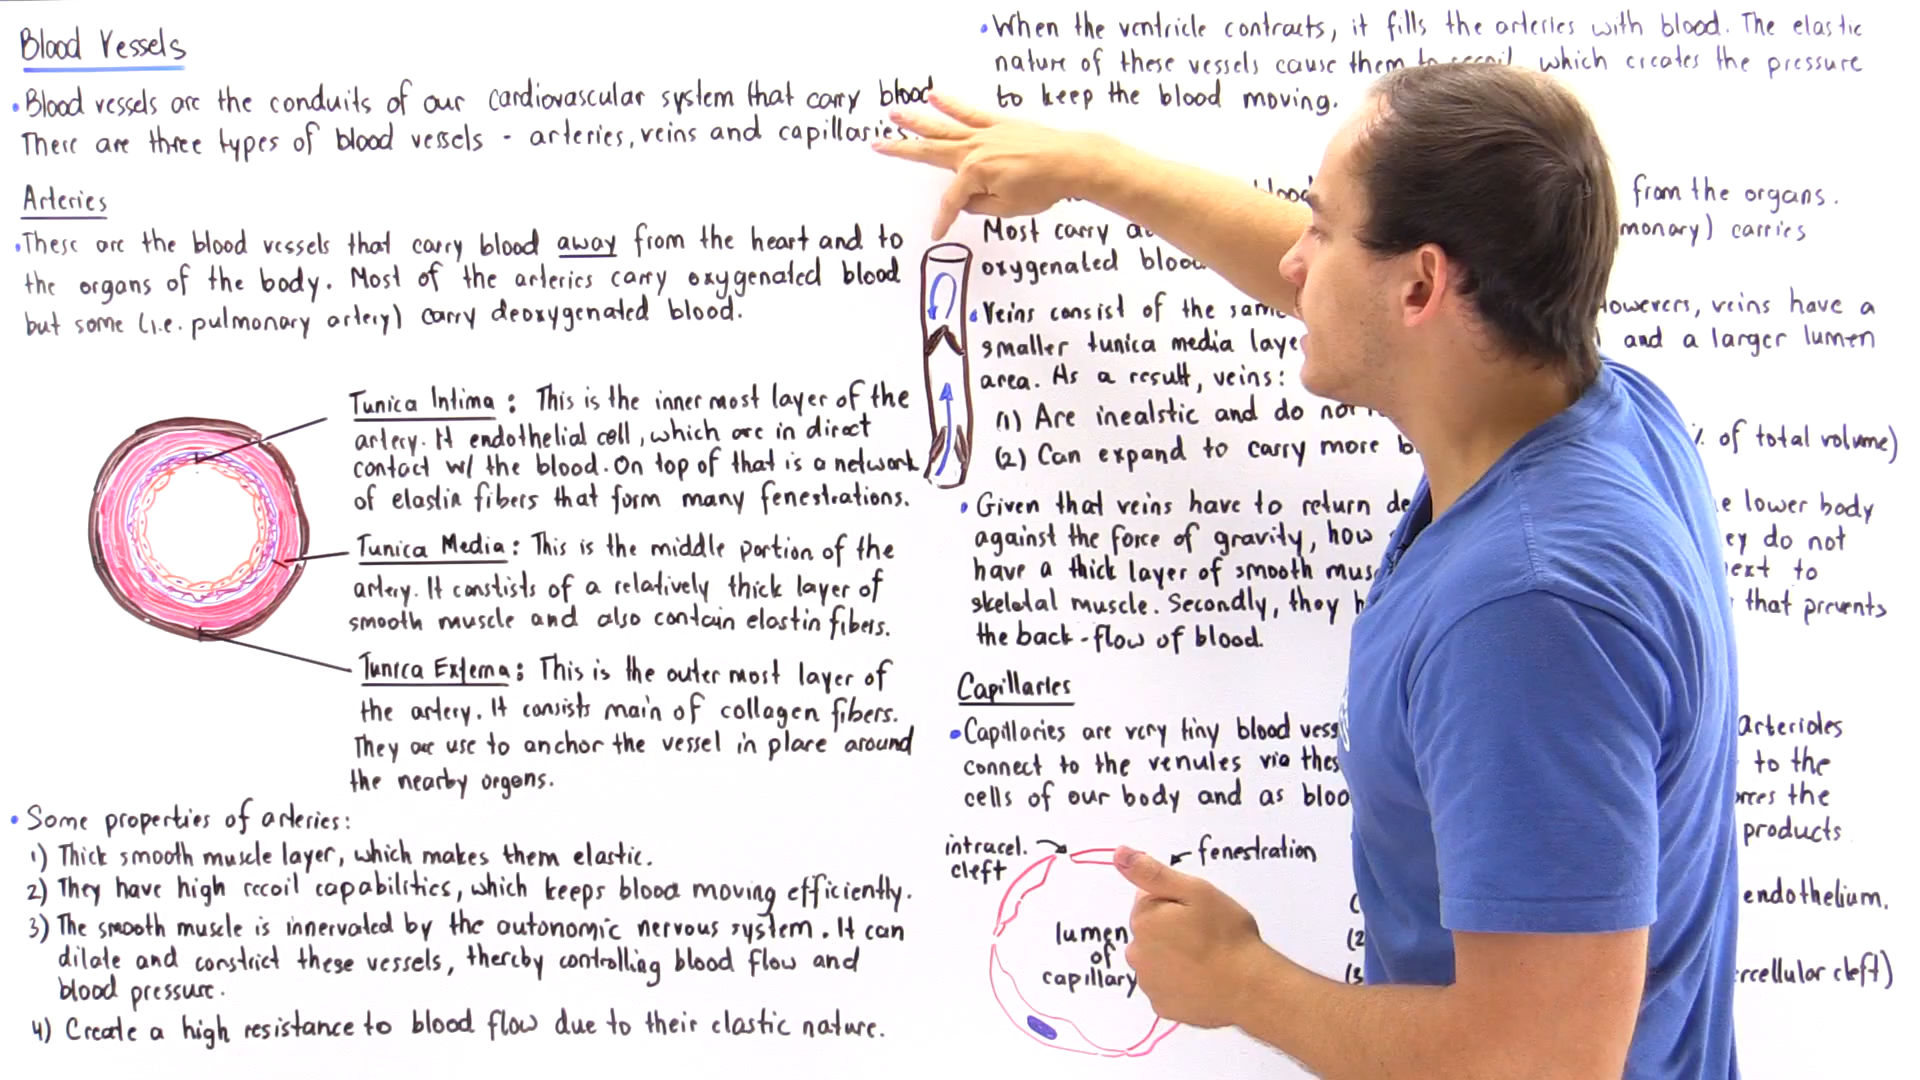 Blood Vessels
• Blood vessels are the conduits of our cardiovascular system that carry blood
There are three types of blood vessels - arteries, veins and capillaries.
Arteries
• These are the blood vessels that carry blood away from the heart and to
the organs of the body. Most of the arteries carry oxygenated blood
but some (i.e. pulmonary artery) carry deoxygenated blood.
Tunica Intima: This is the inner most layer of the
artery. It endothelial cell, which are in direct
contact w/ the blood. On top of that is a network
of elastin fibers that form many fenestrations.
Tunica Media: This is the middle portion of the
artery. It constists of a relatively thick layer of
smooth muscle and also contain elastin fibers.
Tunica Externa: This is the outer most layer of
the artery. It consists main of collagen fibers.
They are use to anchor the vessel in place around
the nearby organs.
• Some properties of arteries:
1) Thick smooth muscle layer, which makes them elastic.
2) They have high recoil capabilities, which keeps blood moving efficiently.
3) The smooth muscle is innervated by the autonomic nervous system. It can
dilate and constrict these vessels, thereby controlling blood flow and
blood pressure.
4) Create a high resistance to blood flow due to their elastic nature.
• When the ventricle contracts, it fills the arteries with blood. The elastic
nature of these vessels cause them to recoil, which creates the pressure
to keep the blood moving.
blood from the organs.
Most carry monary) carries
oxygenated blood
• Veins consist of the same Howevers, veins have a
smaller tunica media layer and a larger lumen
area. As a result, veins:
(1) Are inealstic and do not
(2) Can expand to carry more % of total volume)
• Given that veins have to return e lower body
against the force of gravity, how ey do not
have a thick layer of smooth next to
skeletal muscle. Secondly, they that prevents
the back-flow of blood.
Capillaries
• Capillaries are very tiny blood arterioles
connect to the venules via to the
cells of our body and as the
products
intracel.
cleft
fenestration
lumen
of
capillary
endothelium.
(2
(3 rcellular cleft)